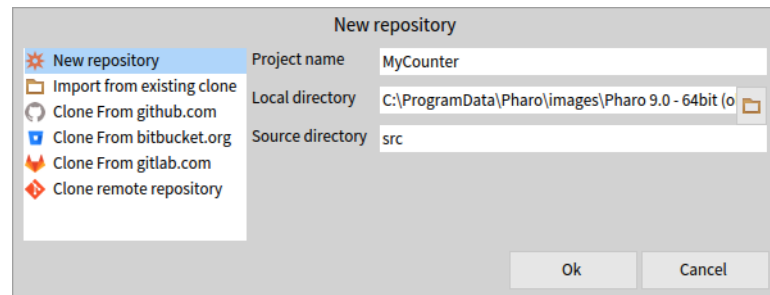 New repository
New repository
Import from existing clone
Clone From github.com
Clone From bitbucket.org
Clone From gitlab.com
Clone remote repository
Project name MyCounter
Local directory C:\ProgramData\Pharo\images\Pharo 9.0 - 64bit (o
Source directory src
Ok Cancel